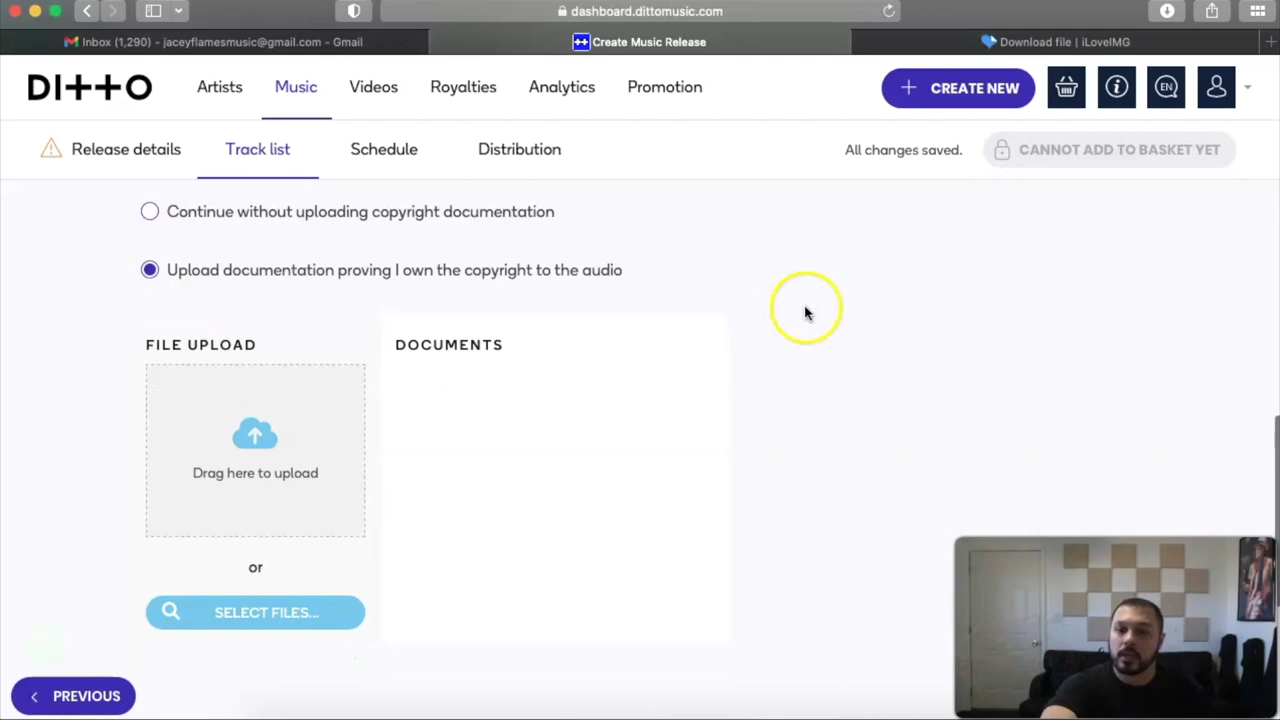 dashboard.dittomusic.com
Inbox (1,290) - jaceyflamesmusic@gmail.com - Gmail
Create Music Release
Download file | iLoveIMG
DITTO
Artists
Music
Videos
Royalties
Analytics
Promotion
CREATE NEW
EN
Release details
Track list
Schedule
Distribution
All changes saved.
CANNOT ADD TO BASKET YET
Continue without uploading copyright documentation
Upload documentation proving I own the copyright to the audio
FILE UPLOAD
DOCUMENTS
Drag here to upload
or
SELECT FILES...
PREVIOUS